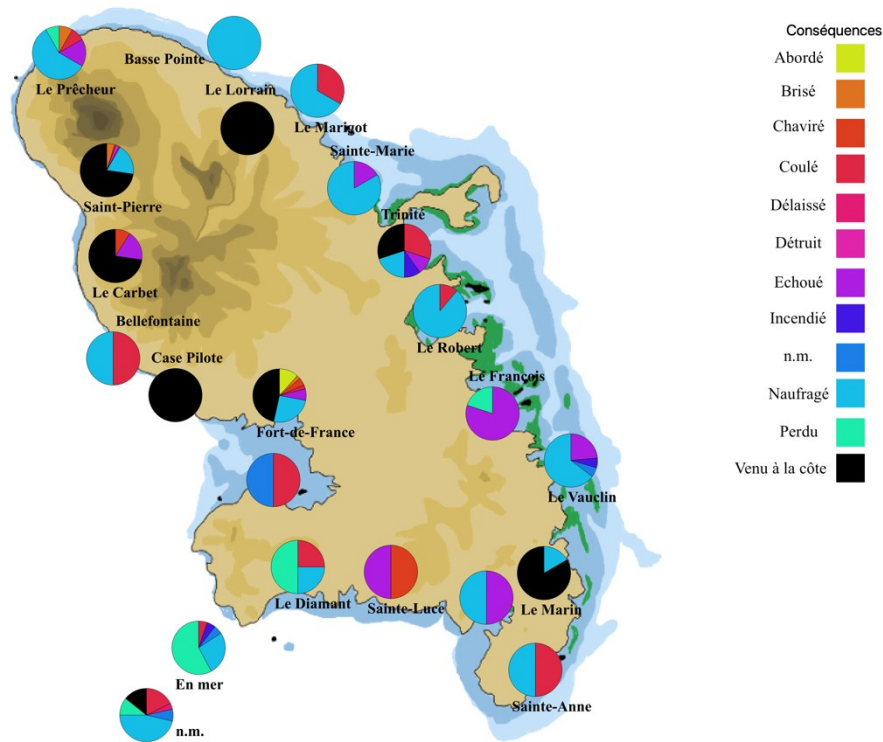 Conséquences
Abordé
Brisé
Chaviré
Coulé
Délaissé
Détruit
Echoué
Incendié
n.m.
Naufragé
Perdu
Venu à la côte
Basse Pointe
Le Prêcheur
Le Lorrain
Le Marigot
Sainte-Marie
Saint-Pierre
Trinité
Le Carbet
Bellefontaine
Le Robert
Case Pilote
Le François
Fort-de-France
Le Vauclin
Le Diamant
Sainte-Luce
Le Marin
En mer
Sainte-Anne
n.m.